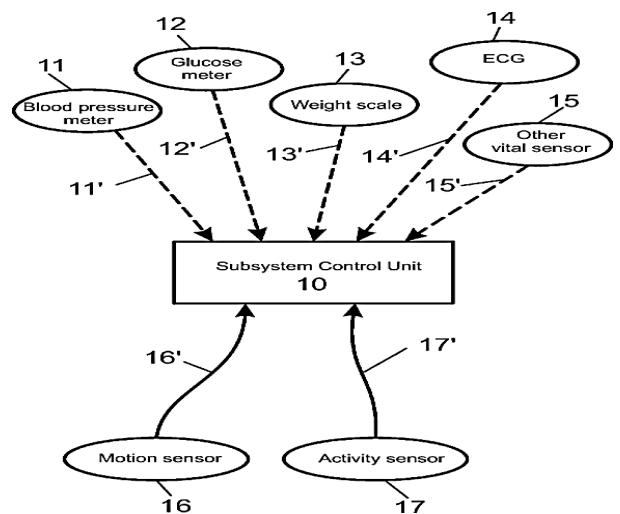 12
14
11
Glucose
meter
13
ECG
Blood pressure
meter
Weight scale
15
Other
vital sensor
12'
13'
14'
11'
15'
Subsystem Control Unit
10
16'
17'
Motion sensor
Activity sensor
16
17